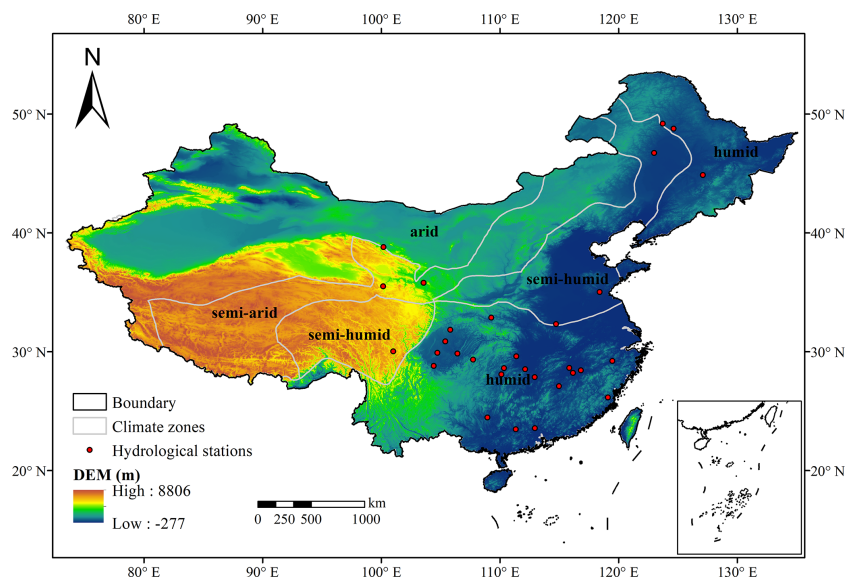 80° E
90° E
100° E
110° E
120° E
130° E
N
50° N
50° N
humid
40° N
arid
40° N
semi-humid
semi-arid
semi-humid
30° N
humid
30° N
Boundary
Climate zones
Hydrological stations
20° N
20° N
DEM (m)
High : 8806
Low : -277
km
0 250 500 1000
80° E
90° E
100° E
110° E
120° E
130° E